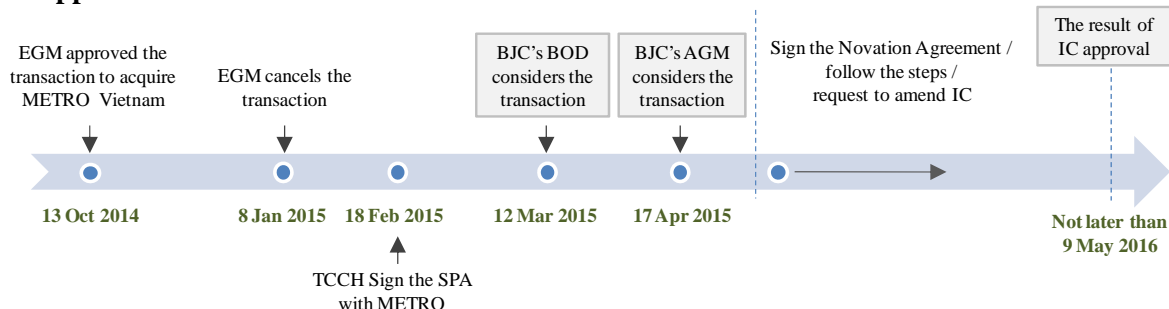 EGM approved the
transaction to acquire
METRO Vietnam
EGM cancels the
transaction
BJC's BOD
considers the
transaction
BJC's AGM
considers the
transaction
Sign the Novation Agreement /
follow the steps /
request to amend IC
The result of
IC approval
13 Oct 2014
8 Jan 2015
18 Feb 2015
12 Mar 2015
17 Apr 2015
Not later than
9 May 2016
TCCH Sign the SPA
with METRO